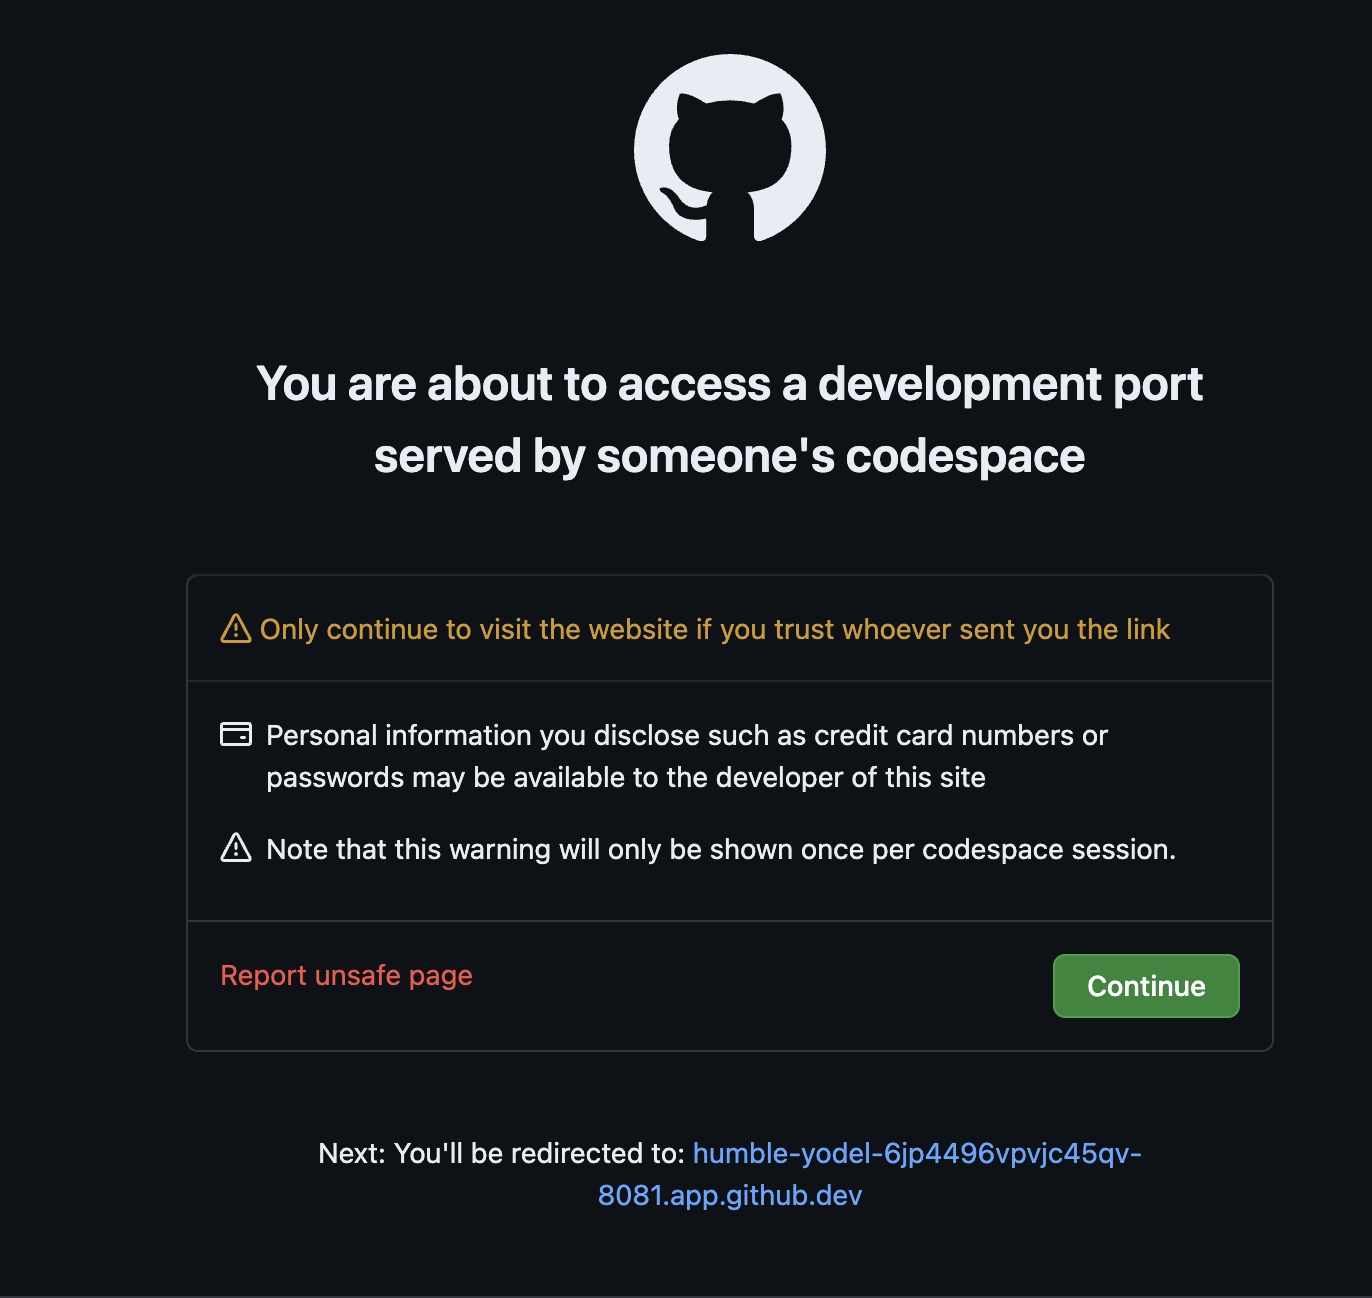 You are about to access a development port
served by someone's codespace
Only continue to visit the website if you trust whoever sent you the link
Personal information you disclose such as credit card numbers or
passwords may be available to the developer of this site
Note that this warning will only be shown once per codespace session.
Report unsafe page
Continue
Next: You'll be redirected to: humble-yodel-6jp4496vpvjc45qv-
8081.app.github.dev